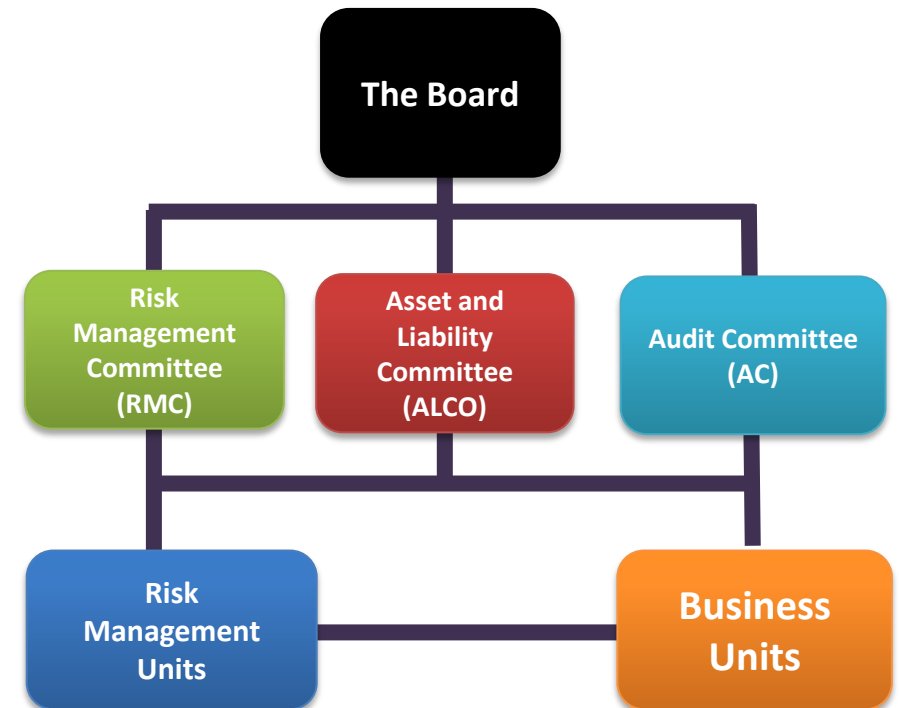 The Board
Risk
Management
Committee
(RMC)
Asset and
Liability
Committee
(ALCO)
Audit Committee
(AC)
Risk
Management
Units
Business
Units